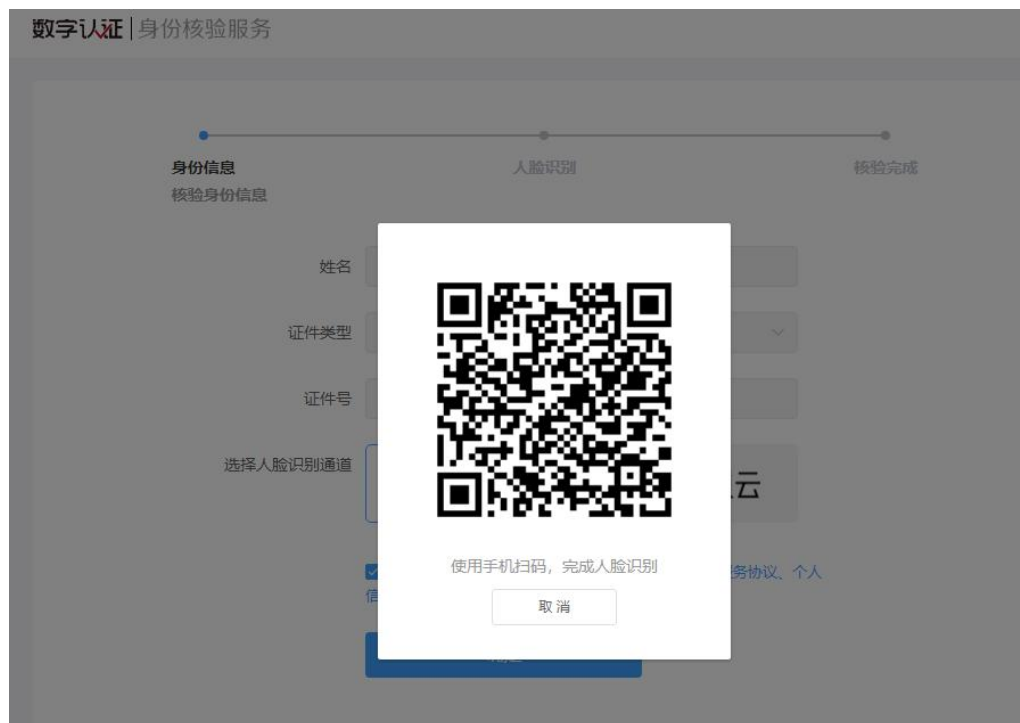 数字认证 | 身份核验服务
身份信息
人脸识别
核验完成
核验身份信息
姓名
证件类型
证件号
选择人脸识别通道
云
使用手机扫码，完成人脸识别
务协议、个人
信
取 消